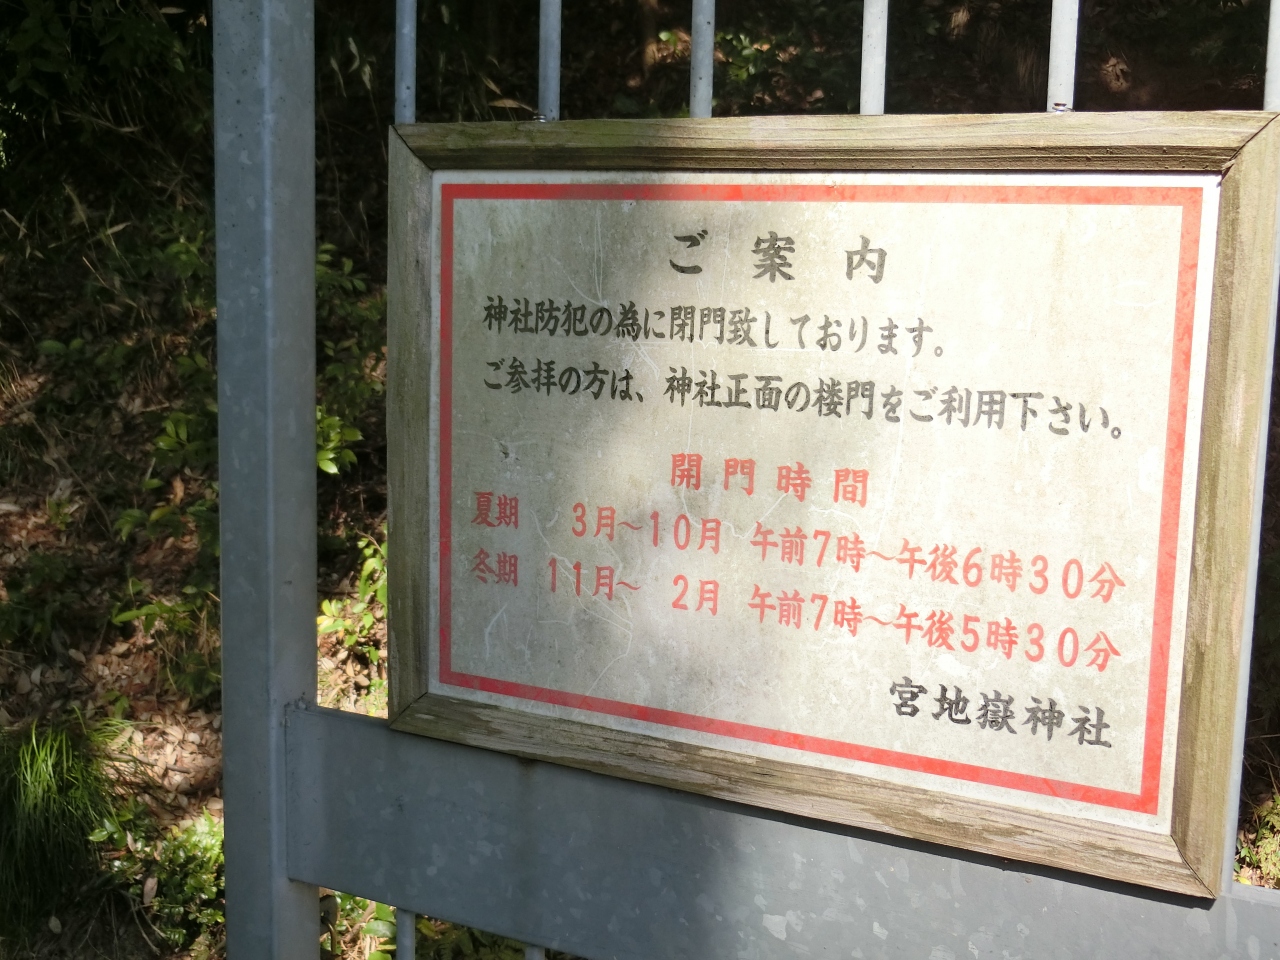 ご案内
神社防犯の為に閉門致しております。
ご参拝の方は、神社正面の楼門をご利用下さい。
開門時間
夏期 3月～10月 午前7時～午後6時30分
冬期 11月～ 2月 午前7時～午後5時30分
宮地嶽神社